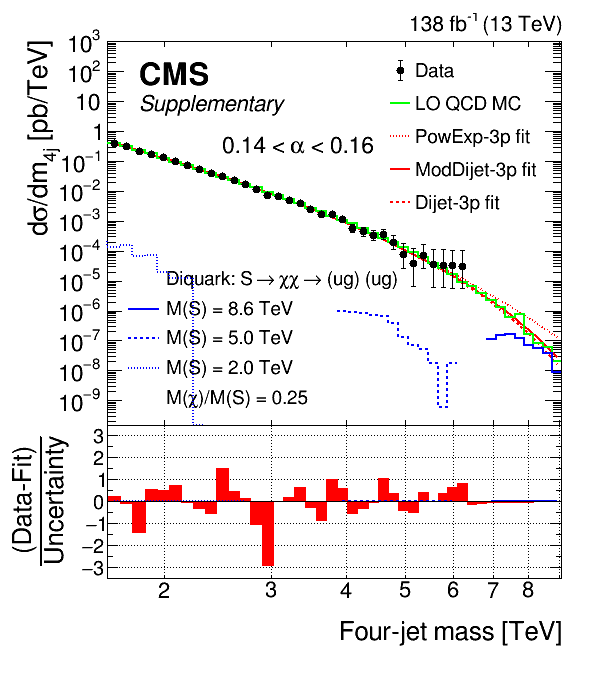 138 fb⁻¹ (13 TeV)
CMS
Supplementary
0.14 < α < 0.16
Data
LO QCD MC
PowExp-3p fit
ModDijet-3p fit
Dijet-3p fit
dσ/dm₄ⱼ [pb/TeV]
10³
10²
10
1
10⁻¹
10⁻²
10⁻³
10⁻⁴
10⁻⁵
10⁻⁶
10⁻⁷
10⁻⁸
10⁻⁹
Diquark: S → χχ → (ug) (ug)
M(S) = 8.6 TeV
M(S) = 5.0 TeV
M(S) = 2.0 TeV
M(χ)/M(S) = 0.25
(Data-Fit)
Uncertainty
3
2
1
0
−1
−2
−3
2 3 4 5 6 7 8
Four-jet mass [TeV]